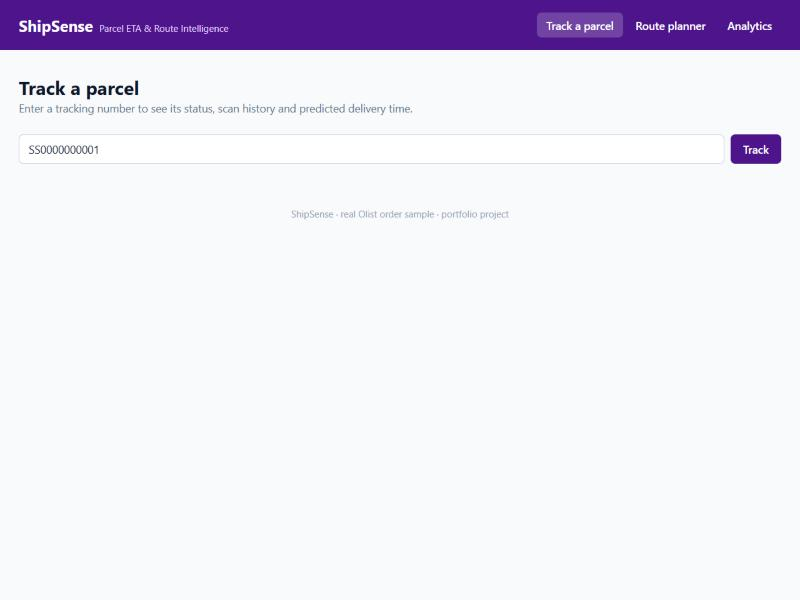 ShipSense Parcel ETA & Route Intelligence Track a parcel Route planner Analytics
Track a parcel
Enter a tracking number to see its status, scan history and predicted delivery time.
SS0000000001 Track
ShipSense · real Olist order sample · portfolio project